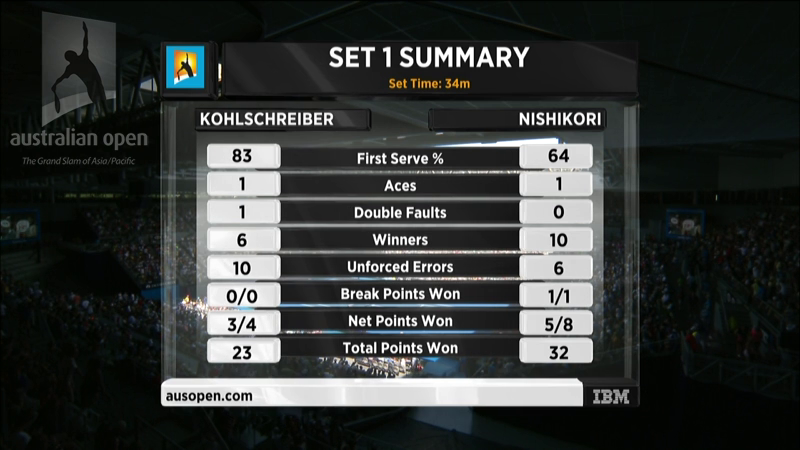 SET 1 SUMMARY
Set Time: 34m
australian open
The Grand Slam of Asia/Pacific
KOHLSCHREIBER NISHIKORI
83 First Serve % 64
1 Aces 1
1 Double Faults 0
6 Winners 10
10 Unforced Errors 6
0/0 Break Points Won 1/1
3/4 Net Points Won 5/8
23 Total Points Won 32
ausopen.com IBM